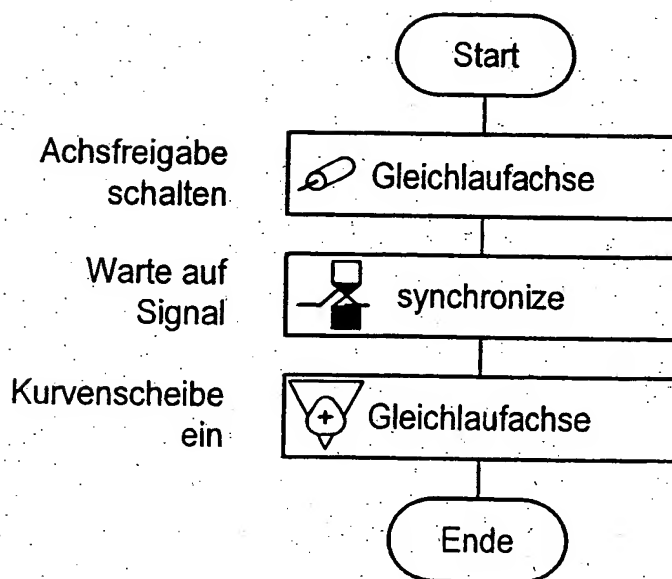 Start
Achsfreigabe
schalten
Gleichlaufachse
Warte auf
Signal
synchronize
Kurvenscheibe
ein
Gleichlaufachse
Ende